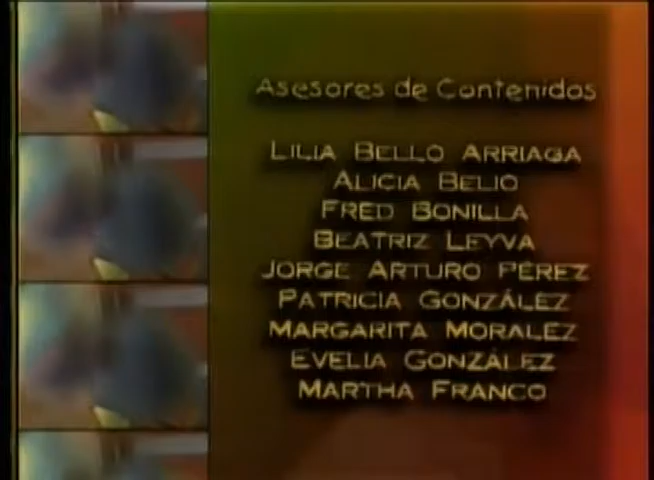 Asesores de Contenidos
LILIA BELLO ARRIAGA
ALICIA BELIO
FRED BONILLA
BEATRIZ LEYVA
JORGE ARTURO PÉREZ
PATRICIA GONZÁLEZ
MARGARITA MORALEZ
EVELIA GONZÁLEZ
MARTHA FRANCO